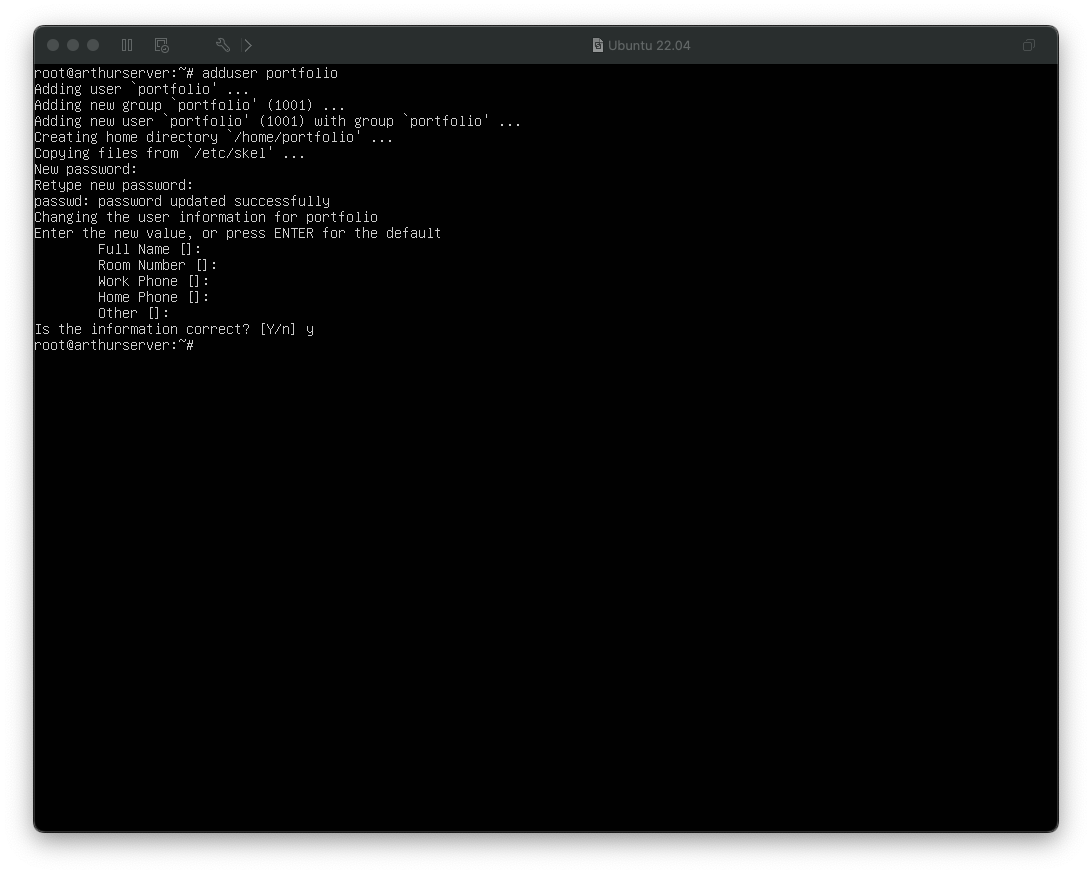 Ubuntu 22.04
root@arthurserver:~# adduser portfolio
Adding user `portfolio' ...
Adding new group `portfolio' (1001) ...
Adding new user `portfolio' (1001) with group `portfolio' ...
Creating home directory `/home/portfolio' ...
Copying files from `/etc/skel' ...
New password:
Retype new password:
passwd: password updated successfully
Changing the user information for portfolio
Enter the new value, or press ENTER for the default
        Full Name []:
        Room Number []:
        Work Phone []:
        Home Phone []:
        Other []:
Is the information correct? [Y/n] y
root@arthurserver:~#